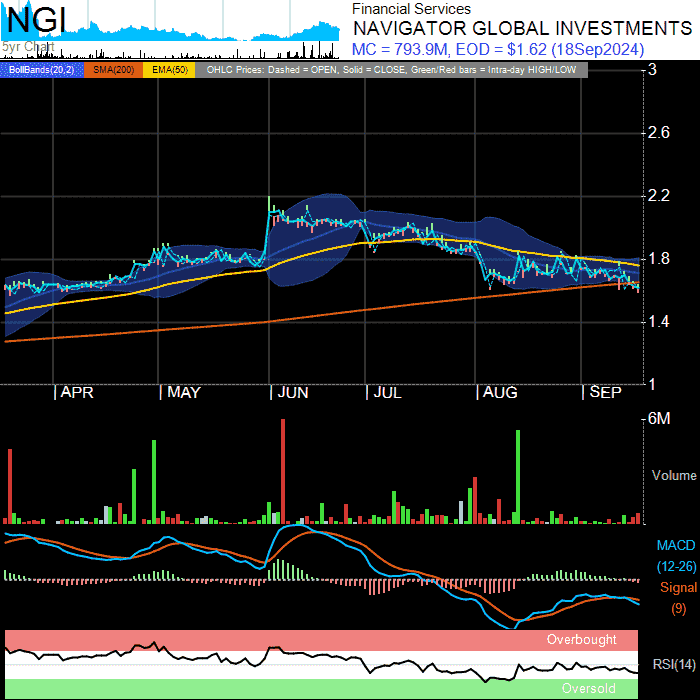 NGI
5yr Chart
Financial Services
NAVIGATOR GLOBAL INVESTMENTS
MC = 793.9M, EOD = $1.62 (18Sep2024)
BollBands(20,2) SMA(200) EMA(50) OHLC Prices: Dashed = OPEN, Solid = CLOSE, Green/Red bars = Intra-day HIGH/LOW
3
2.6
2.2
1.8
1.4
1
APR MAY JUN JUL AUG SEP
6M
Volume
MACD
(12-26)
Signal
(9)
Overbought
RSI(14)
Oversold